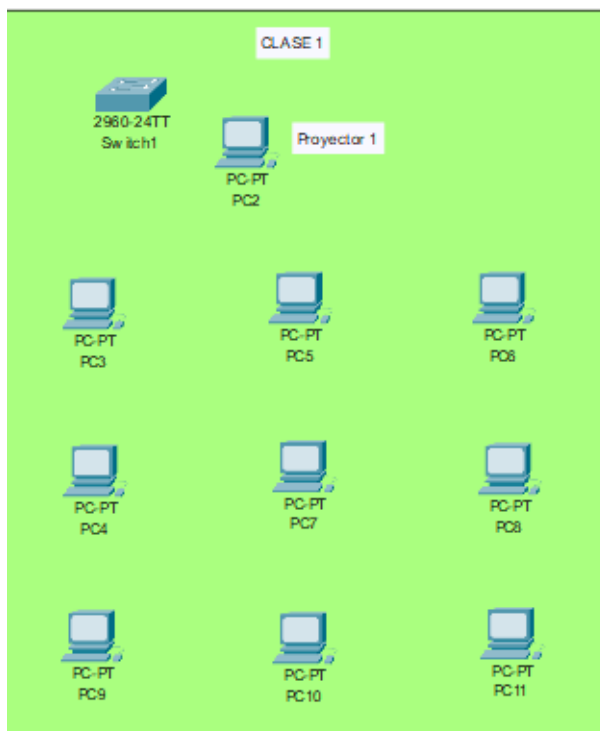 CLASE 1
2960-24TT
Switch1
Proyector 1
PC-PT
PC2
PC-PT
PC3
PC-PT
PC5
PC-PT
PC6
PC-PT
PC4
PC-PT
PC7
PC-PT
PC8
PC-PT
PC9
PC-PT
PC10
PC-PT
PC11